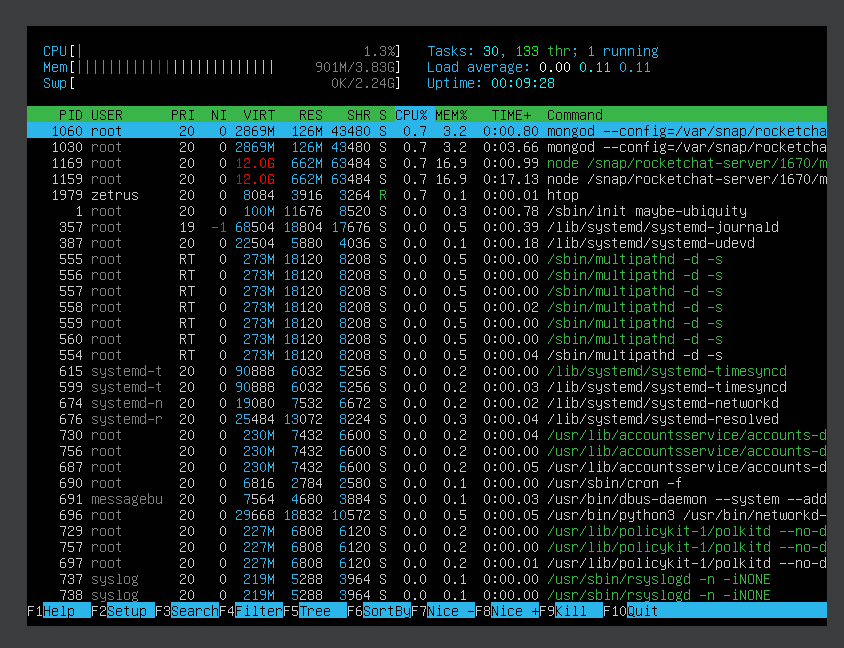 CPU[| 1.3%] Tasks: 30, 133 thr; 1 running
Mem[||||||||||||||||||||||||| 901M/3.83G] Load average: 0.00 0.11 0.11
Swp[ 0K/2.24G] Uptime: 00:09:28
PID USER PRI NI VIRT RES SHR S CPU% MEM% TIME+ Command
1060 root 20 0 2869M 126M 43480 S 0.7 3.2 0:00.80 mongod --config=/var/snap/rocketcha
1030 root 20 0 2869M 126M 43480 S 0.7 3.2 0:03.66 mongod --config=/var/snap/rocketcha
1169 root 20 0 12.0G 662M 63484 S 0.7 16.9 0:00.99 node /snap/rocketchat-server/1670/m
1159 root 20 0 12.0G 662M 63484 S 0.7 16.9 0:17.13 node /snap/rocketchat-server/1670/m
1979 zetrus 20 0 8084 3916 3264 R 0.7 0.1 0:00.01 htop
1 root 20 0 100M 11676 8520 S 0.0 0.3 0:00.78 /sbin/init maybe-ubiquity
357 root 19 -1 68504 18804 17676 S 0.0 0.5 0:00.39 /lib/systemd/systemd-journald
387 root 20 0 22504 5880 4036 S 0.0 0.1 0:00.18 /lib/systemd/systemd-udevd
555 root RT 0 273M 18120 8208 S 0.0 0.5 0:00.00 /sbin/multipathd -d -s
556 root RT 0 273M 18120 8208 S 0.0 0.5 0:00.00 /sbin/multipathd -d -s
557 root RT 0 273M 18120 8208 S 0.0 0.5 0:00.00 /sbin/multipathd -d -s
558 root RT 0 273M 18120 8208 S 0.0 0.5 0:00.02 /sbin/multipathd -d -s
559 root RT 0 273M 18120 8208 S 0.0 0.5 0:00.00 /sbin/multipathd -d -s
560 root RT 0 273M 18120 8208 S 0.0 0.5 0:00.00 /sbin/multipathd -d -s
554 root RT 0 273M 18120 8208 S 0.0 0.5 0:00.04 /sbin/multipathd -d -s
615 systemd-t 20 0 90888 6032 5256 S 0.0 0.2 0:00.00 /lib/systemd/systemd-timesyncd
599 systemd-t 20 0 90888 6032 5256 S 0.0 0.2 0:00.03 /lib/systemd/systemd-timesyncd
674 systemd-n 20 0 19080 7532 6672 S 0.0 0.2 0:00.02 /lib/systemd/systemd-networkd
676 systemd-r 20 0 25484 13072 8224 S 0.0 0.3 0:00.04 /lib/systemd/systemd-resolved
730 root 20 0 230M 7432 6600 S 0.0 0.2 0:00.04 /usr/lib/accountsservice/accounts-d
756 root 20 0 230M 7432 6600 S 0.0 0.2 0:00.00 /usr/lib/accountsservice/accounts-d
687 root 20 0 230M 7432 6600 S 0.0 0.2 0:00.05 /usr/lib/accountsservice/accounts-d
690 root 20 0 6816 2784 2580 S 0.0 0.1 0:00.00 /usr/sbin/cron -f
691 messagebu 20 0 7564 4680 3884 S 0.0 0.1 0:00.03 /usr/bin/dbus-daemon --system --add
696 root 20 0 29668 18832 10572 S 0.0 0.5 0:00.05 /usr/bin/python3 /usr/bin/networkd-
729 root 20 0 227M 6808 6120 S 0.0 0.2 0:00.00 /usr/lib/policykit-1/polkitd --no-d
757 root 20 0 227M 6808 6120 S 0.0 0.2 0:00.00 /usr/lib/policykit-1/polkitd --no-d
697 root 20 0 227M 6808 6120 S 0.0 0.2 0:00.01 /usr/lib/policykit-1/polkitd --no-d
737 syslog 20 0 219M 5288 3964 S 0.0 0.1 0:00.00 /usr/sbin/rsyslogd -n -iNONE
738 syslog 20 0 219M 5288 3964 S 0.0 0.1 0:00.00 /usr/sbin/rsyslogd -n -iNONE
F1Help F2Setup F3SearchF4FilterF5Tree F6SortByF7Nice -F8Nice +F9Kill F10Quit